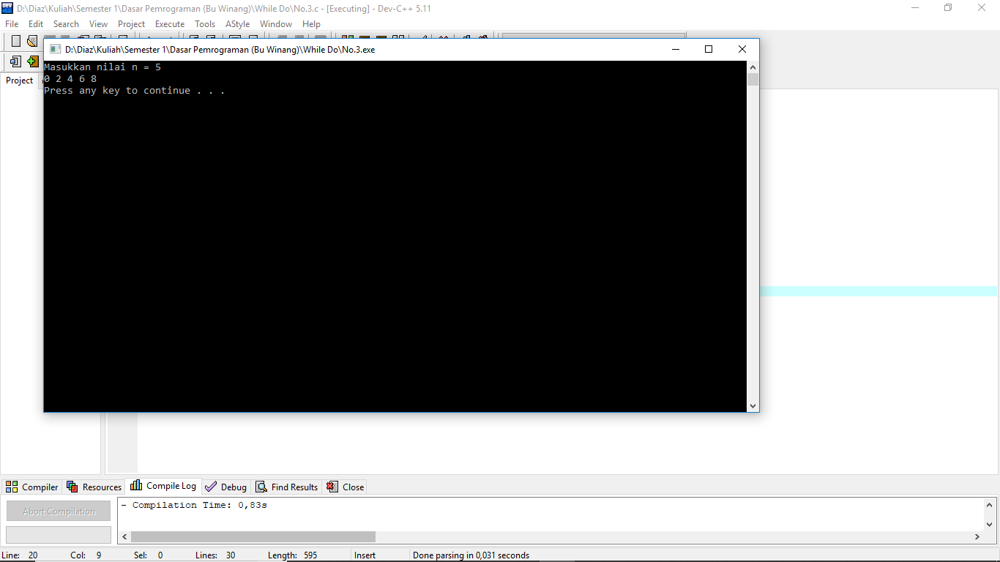 D:\Diaz\Kuliah\Semester 1\Dasar Pemrograman (Bu Winang)\While Do\No.3.c - [Executing] - Dev-C++ 5.11
File Edit Search View Project Execute Tools AStyle Window Help
D:\Diaz\Kuliah\Semester 1\Dasar Pemrograman (Bu Winang)\While Do\No.3.exe
Masukkan nilai n = 5
0 2 4 6 8
Press any key to continue . . .
Project
Compiler Resources Compile Log Debug Find Results Close
Abort Compilation
- Compilation Time: 0,83s
Line: 20 Col: 9 Sel: 0 Lines: 30 Length: 595 Insert Done parsing in 0,031 seconds